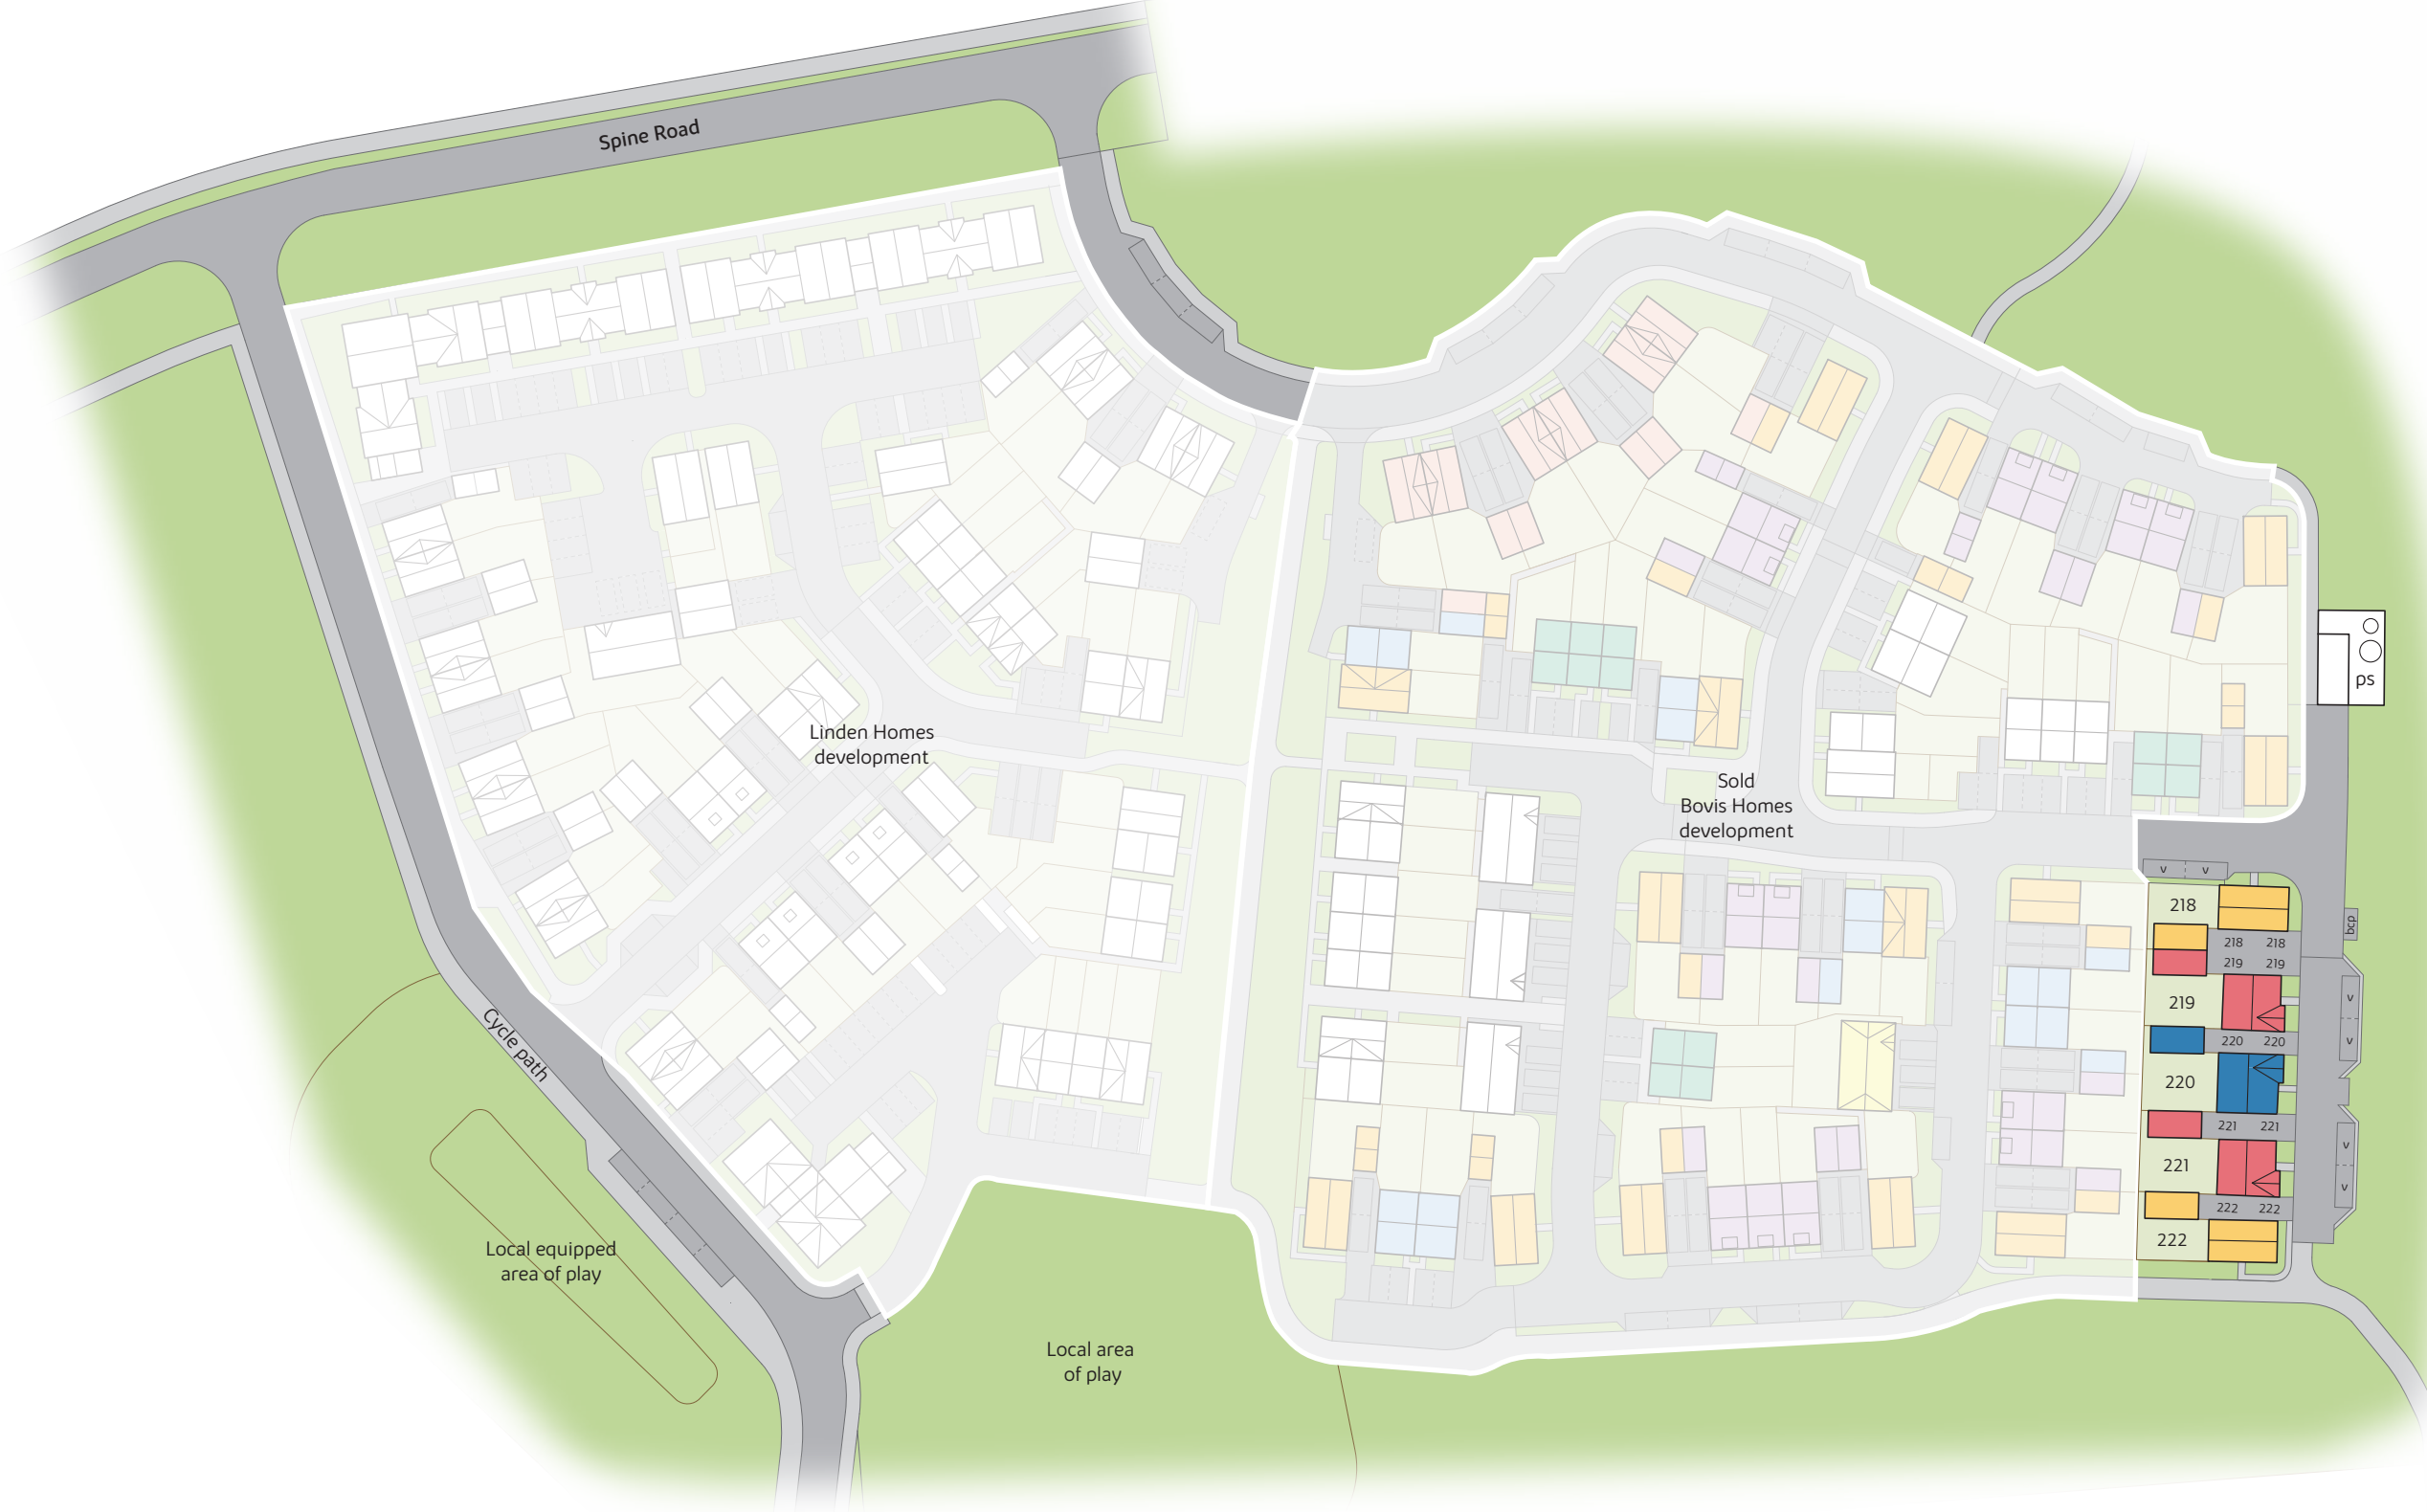 Spine Road
ps
Linden Homes
development
Sold
Bovis Homes
development
v v
218
bcp
218 218
219 219
v
219
v
220 220
220
221 221
v
221
v
222 222
222
Cycle path
Local equipped
area of play
Local area
of play